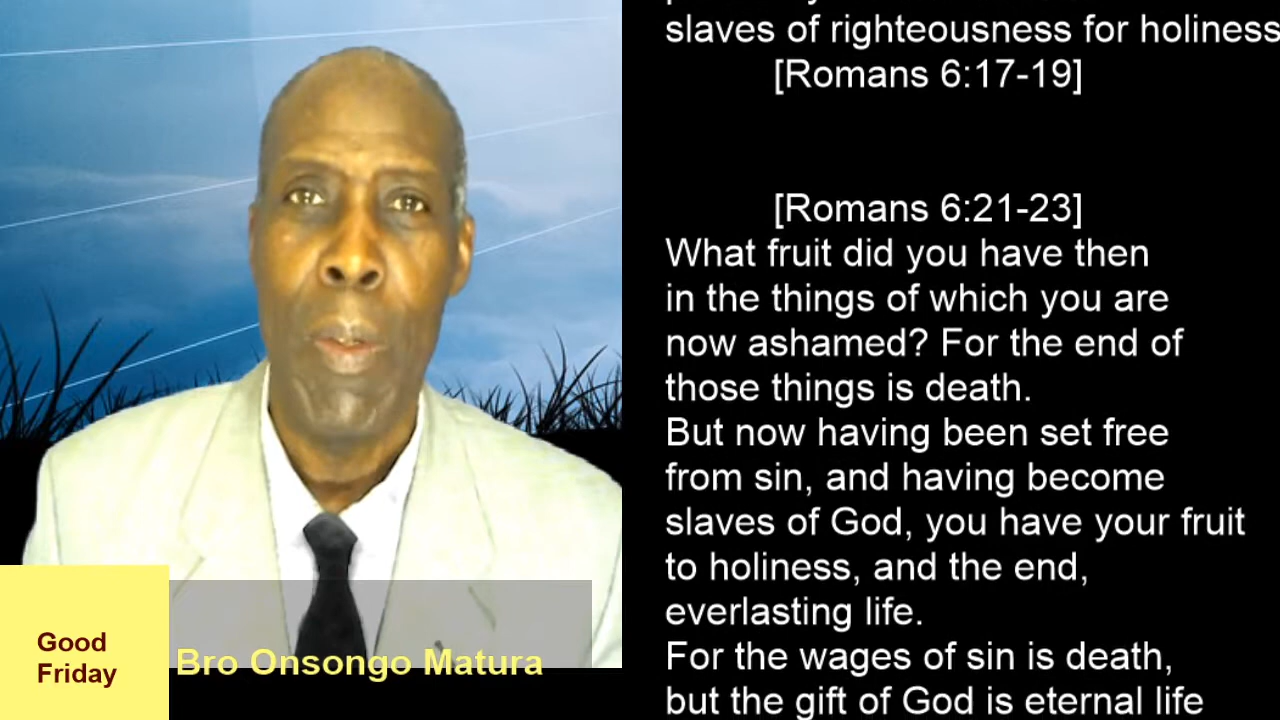 slaves of righteousness for holiness
[Romans 6:17-19]
[Romans 6:21-23]
What fruit did you have then
in the things of which you are
now ashamed? For the end of
those things is death.
But now having been set free
from sin, and having become
slaves of God, you have your fruit
to holiness, and the end,
everlasting life.
For the wages of sin is death,
but the gift of God is eternal life
Good
Friday
Bro Onsongo Matura